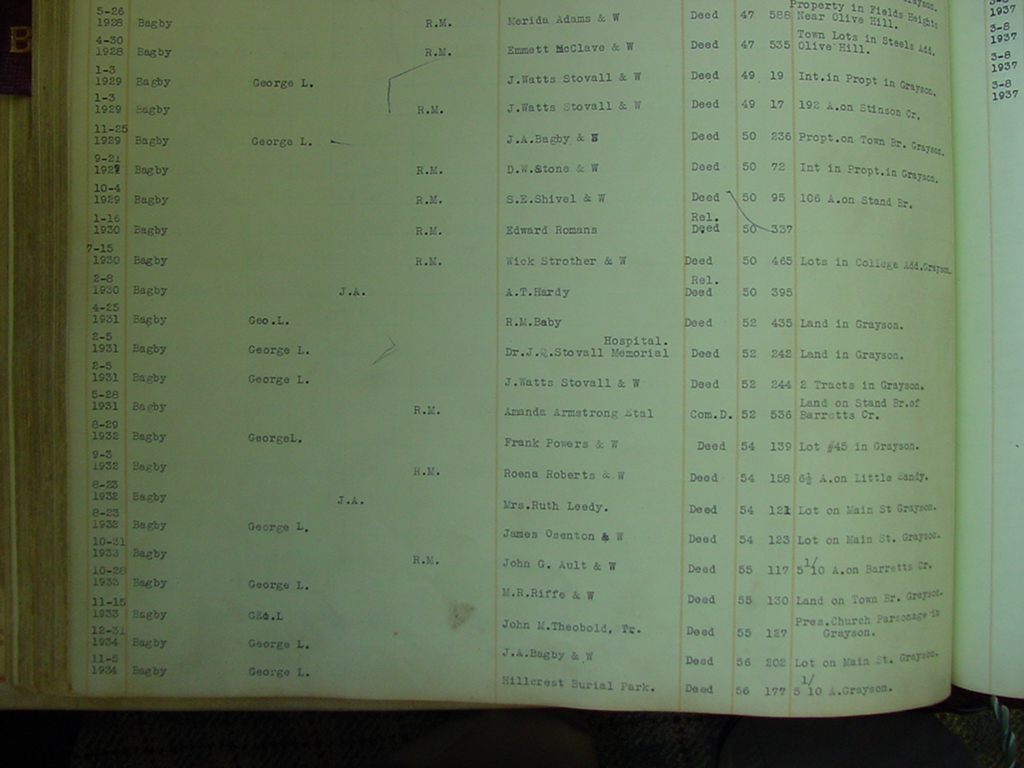 B
5-26 Property in Fields Heights
1928 Bagby R.M. Merida Adams & W Deed 47 588 Near Olive Hill.
4-30 Town Lots in Steels Add.
1928 Bagby R.M. Emmett McClave & W Deed 47 535 Olive Hill.
1-3
1929 Bagby George L. J.Watts Stovall & W Deed 49 19 Int.in Propt in Grayson.
1-3
1929 Bagby R.M. J.Watts Stovall & W Deed 49 17 192 A.on Stinson Cr.
11-25
1929 Bagby George L. J.A.Bagby & Deed 50 236 Propt.on Town Br. Grayson.
9-21
Bagby R.M. D.W.Stone & W Deed 50 72 Int in Propt.in Grayson.
10-4
1929 Bagby R.M. S.E.Shivel & W Deed 50 95 106 A.on Stand Br.
1-16 Rel.
1930 Bagby R.M. Edward Romans Deed 50 337
7-15
1930 Bagby R.M. Wick Strother & W Deed 50 465 Lots in College Add.Grayson.
2-8 Rel.
1930 Bagby J.A. A.T.Hardy Deed 50 395
4-25
1931 Bagby Geo.L. R.M.Baby Deed 52 435 Land in Grayson.
2-5 Hospital.
1931 Bagby George L. Dr.J.Q.Stovall Memorial Deed 52 242 Land in Grayson.
2-5
1931 Bagby George L. J.Watts Stovall & W Deed 52 244 2 Tracts in Grayson.
5-28 Land on Stand Br.of
1931 Bagby R.M. Amanda Armstrong Etal Com.D. 52 536 Barretts Cr.
8-29
1932 Bagby GeorgeL. Frank Powers & W Deed 54 139 Lot #45 in Grayson.
9-3
1932 Bagby R.M. Roena Roberts & W Deed 54 158 6½ A.on Little Sandy.
8-23
1932 Bagby J.A. Mrs.Ruth Leedy. Deed 54 121 Lot on Main St Grayson.
8-23
1932 Bagby George L. James Osenton & W Deed 54 123 Lot on Main St. Grayson.
10-31
1933 Bagby R.M. John G. Ault & W Deed 55 117 5 1/10 A.on Barretts Cr.
10-28
1933 Bagby George L. M.R.Riffe & W Deed 55 130 Land on Town Br. Grayson.
11-15 Pres.Church Parsonage in
1933 Bagby GEo.L John M.Theobold, Tr. Deed 55 127 Grayson.
12-31
1934 Bagby George L. J.A.Bagby & W Deed 56 202 Lot on Main St. Grayson.
11-5
1934 Bagby George L. Hillcrest Burial Park. Deed 56 177 5 1/10 A.Grayson.
3-8
1937
3-8
1937
3-8
1937
3-8
1937